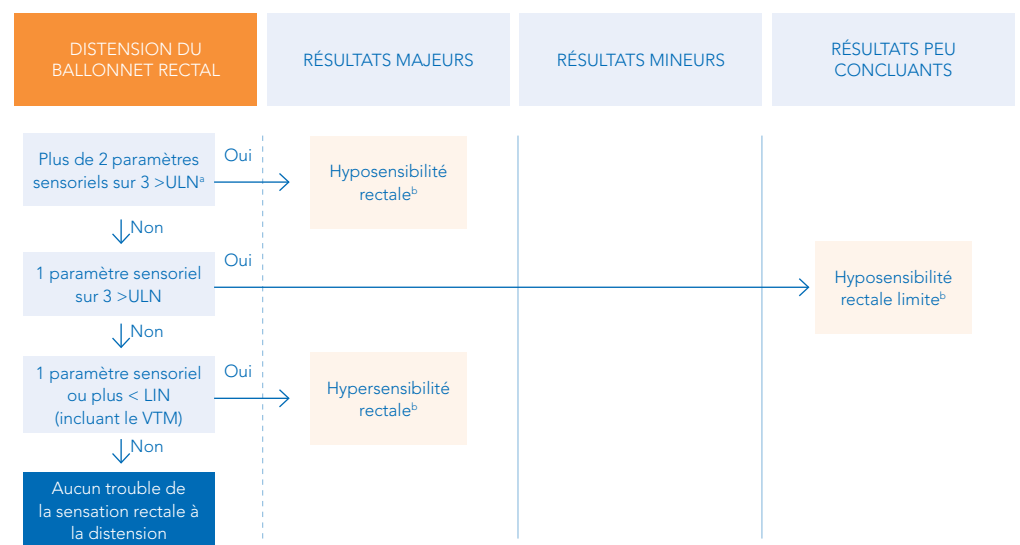 DISTENSION DU
BALLONNET RECTAL
RÉSULTATS MAJEURS
RÉSULTATS MINEURS
RÉSULTATS PEU
CONCLUANTS
Plus de 2 paramètres
sensoriels sur 3 >ULNᵃ
Oui
Hyposensibilité
rectaleᵇ
Non
1 paramètre sensoriel
sur 3 >ULN
Oui
Hyposensibilité
rectale limiteᵇ
Non
1 paramètre sensoriel
ou plus < LIN
(incluant le VTM)
Oui
Hypersensibilité
rectaleᵇ
Non
Aucun trouble de
la sensation rectale à
la distension